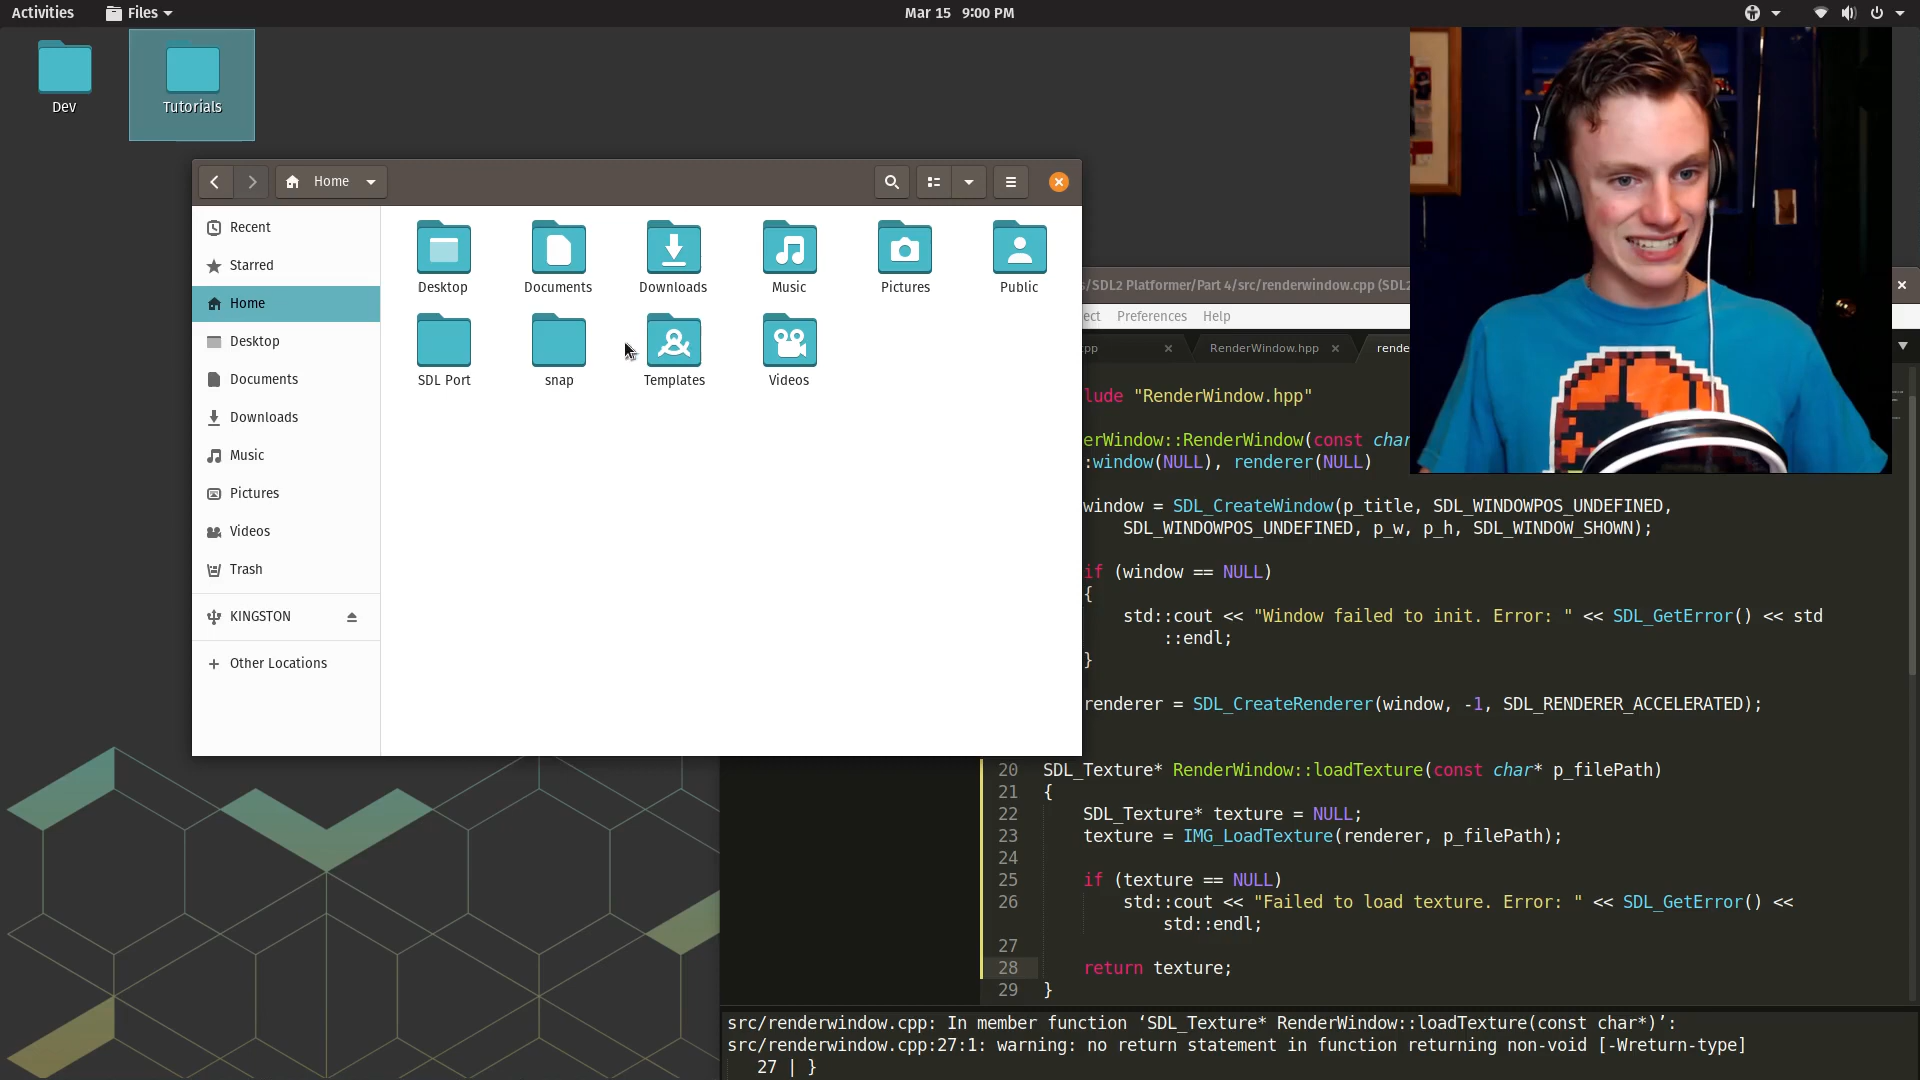 Activities
Files
Mar 15 9:00 PM
Dev
Tutorials
Home
Recent
Starred
Home
Desktop
Documents
Downloads
Music
Pictures
Videos
Trash
KINGSTON
Other Locations
Desktop
Documents
Downloads
Music
Pictures
Public
SDL Port
snap
Templates
Videos
s/SDL2 Platformer/Part 4/src/renderwindow.cpp (SDL2
ect Preferences Help
cpp
RenderWindow.hpp
rende
lude "RenderWindow.hpp"
erWindow::RenderWindow(const char
:window(NULL), renderer(NULL)
window = SDL_CreateWindow(p_title, SDL_WINDOWPOS_UNDEFINED,
SDL_WINDOWPOS_UNDEFINED, p_w, p_h, SDL_WINDOW_SHOWN);
if (window == NULL)
{
std::cout << "Window failed to init. Error: " << SDL_GetError() << std
::endl;
}
renderer = SDL_CreateRenderer(window, -1, SDL_RENDERER_ACCELERATED);
20 SDL_Texture* RenderWindow::loadTexture(const char* p_filePath)
21 {
22 SDL_Texture* texture = NULL;
23 texture = IMG_LoadTexture(renderer, p_filePath);
24
25 if (texture == NULL)
26 std::cout << "Failed to load texture. Error: " << SDL_GetError() <<
std::endl;
27
28 return texture;
29 }
src/renderwindow.cpp: In member function ‘SDL_Texture* RenderWindow::loadTexture(const char*)’:
src/renderwindow.cpp:27:1: warning: no return statement in function returning non-void [-Wreturn-type]
27 | }